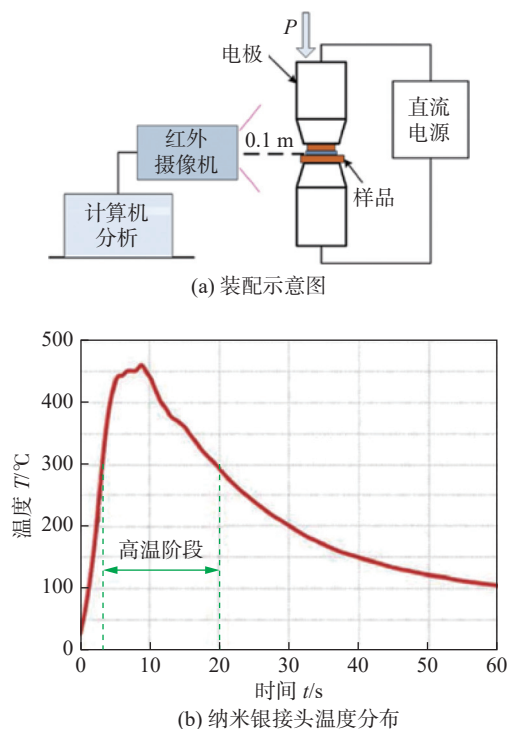 P
电极
直流
电源
红外
摄像机
0.1 m
样品
计算机
分析
(a) 装配示意图
500
400
300
200
100
0
温度 T/℃
高温阶段
0 10 20 30 40 50 60
时间 t/s
(b) 纳米银接头温度分布